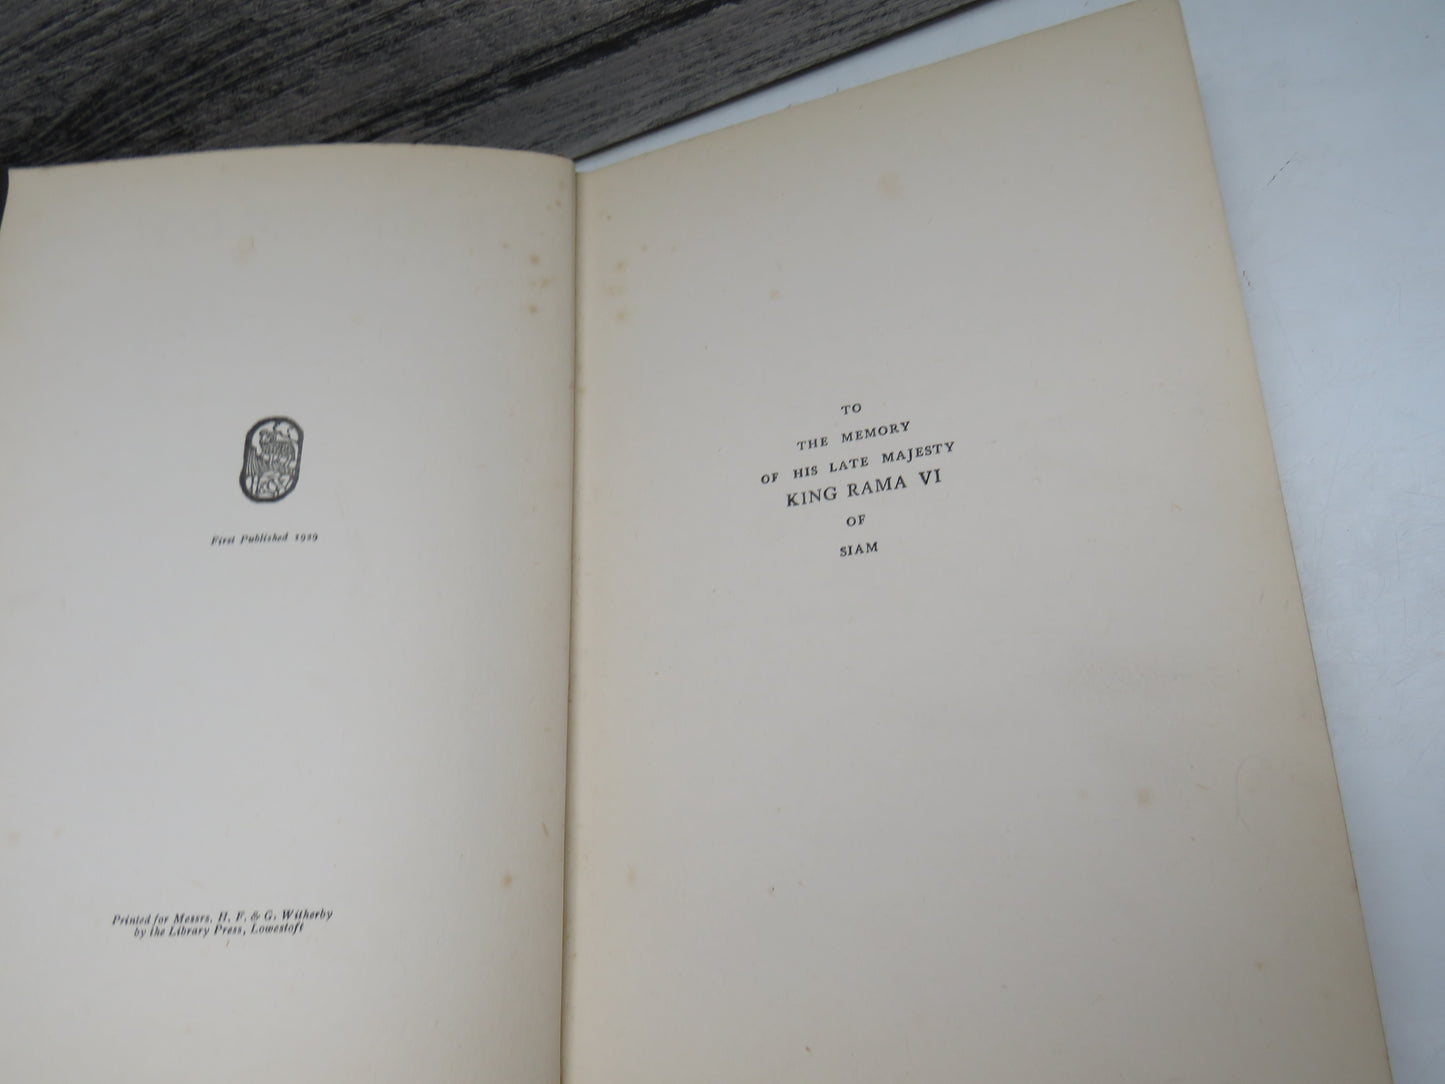 First Published 1929
Printed for Messrs. H. F. & G. Witherby
by the Library Press, Lowestoft
TO
THE MEMORY
OF HIS LATE MAJESTY
KING RAMA VI
OF
SIAM